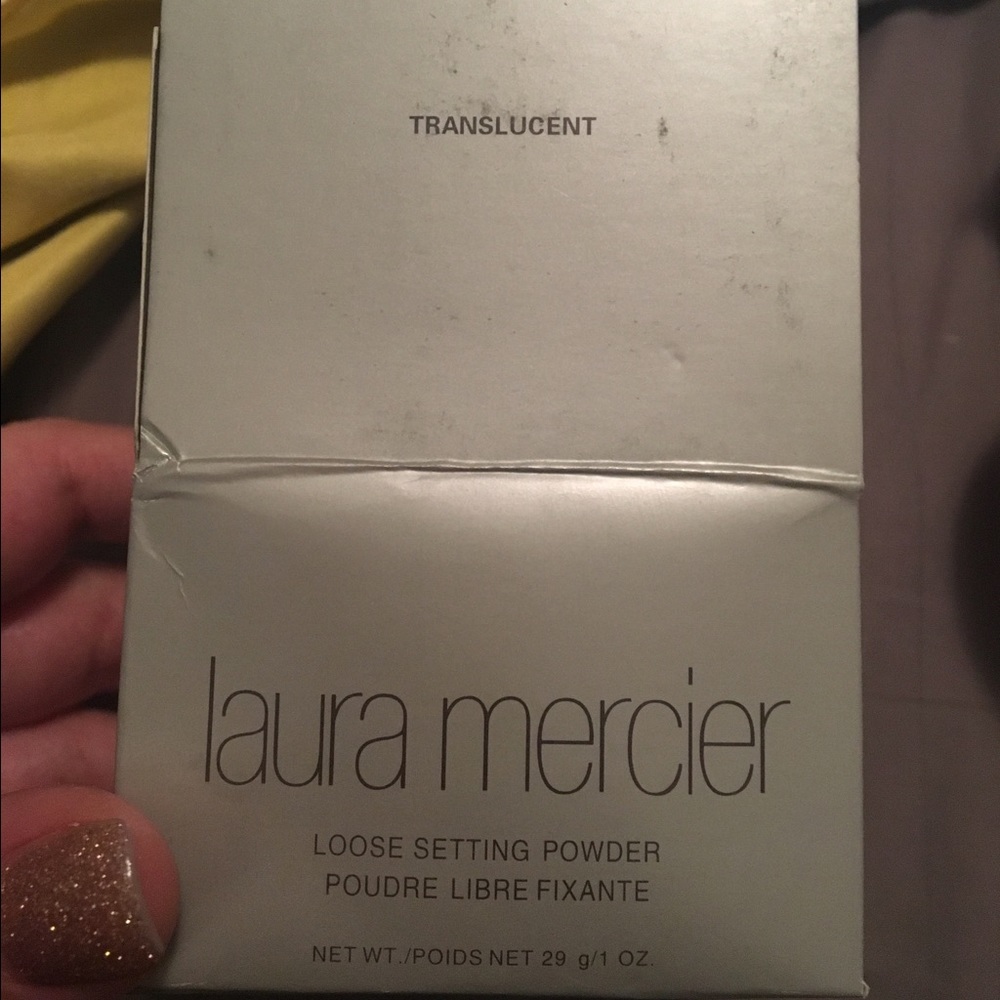 TRANSLUCENT
laura mercier
LOOSE SETTING POWDER
POUDRE LIBRE FIXANTE
NET WT./POIDS NET 29 g/1 OZ.